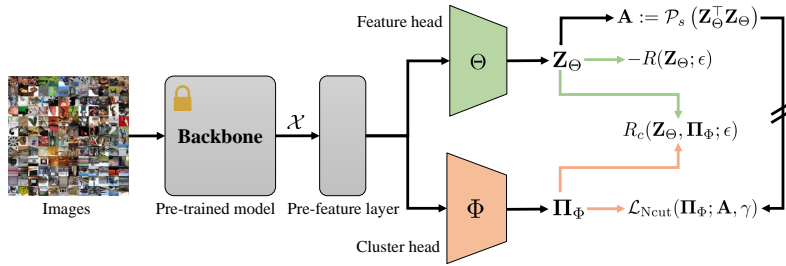 Feature head
Θ
𝐀 := 𝒫ₛ (𝐙_Θ^⊤ 𝐙_Θ)
𝐙_Θ
−R(𝐙_Θ; ϵ)
Backbone
𝒳
R_c(𝐙_Θ, 𝚷_Φ; ϵ)
Φ
𝚷_Φ
ℒ_Ncut(𝚷_Φ; 𝐀, γ)
Images
Pre-trained model
Pre-feature layer
Cluster head